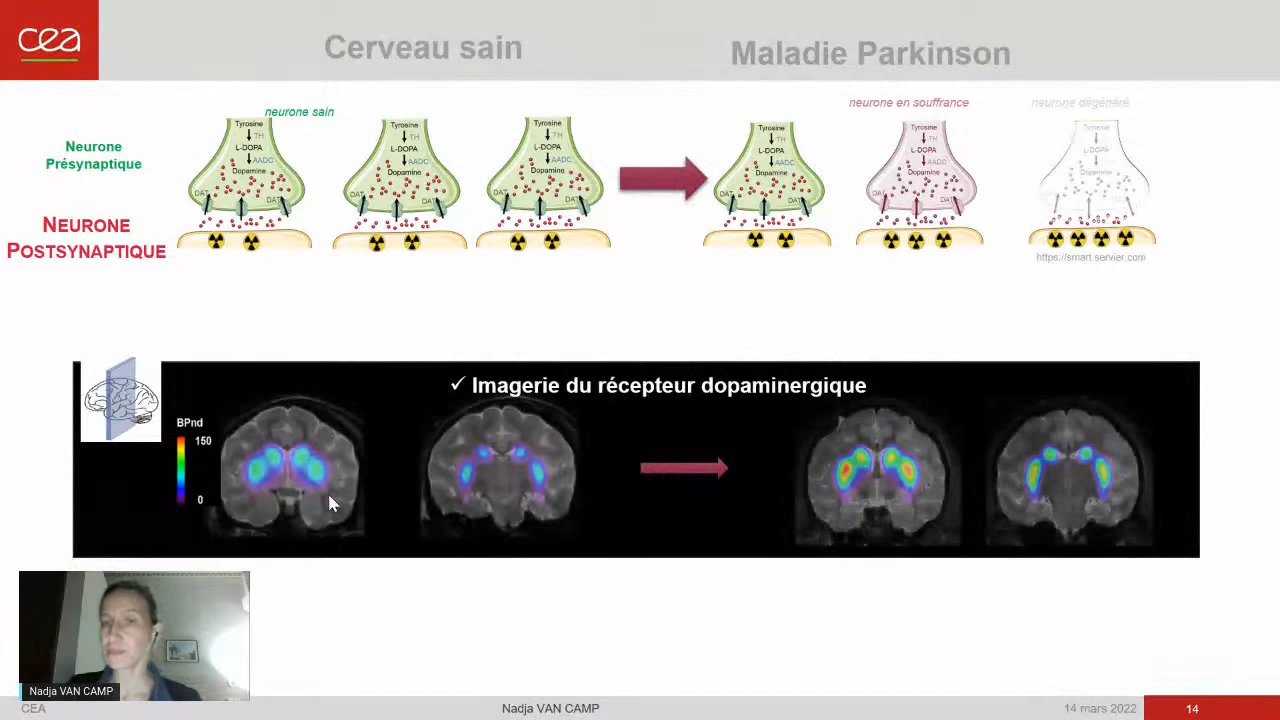 cea
Cerveau sain
Maladie Parkinson
neurone sain
neurone en souffrance
neurone dégénéré
Neurone
Présynaptique
NEURONE
POSTSYNAPTIQUE
Tyrosine
TH
L-DOPA
AADC
Dopamine
DAT
DAT
Tyrosine
TH
L-DOPA
AADC
Dopamine
DAT
DAT
Tyrosine
TH
L-DOPA
AADC
Dopamine
DAT
DAT
Tyrosine
TH
L-DOPA
AADC
Dopamine
DAT
DAT
Tyrosine
TH
L-DOPA
AADC
Dopamine
DAT
DAT
Tyrosine
L-DOPA
Dopamine
https://smart.servier.com
✓ Imagerie du récepteur dopaminergique
BPnd
150
0
Nadja VAN CAMP
CEA
Nadja VAN CAMP
14 mars 2022
14